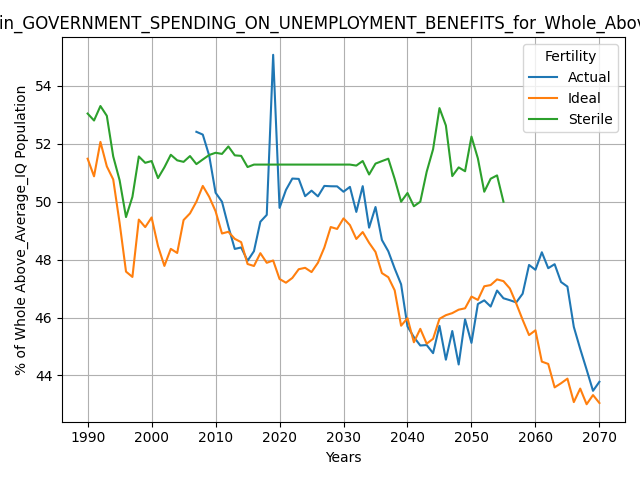 in_GOVERNMENT_SPENDING_ON_UNEMPLOYMENT_BENEFITS_for_Whole_Abov
Fertility
Actual
Ideal
Sterile
% of Whole Above_Average_IQ Population
54
52
50
48
46
44
1990 2000 2010 2020 2030 2040 2050 2060 2070
Years